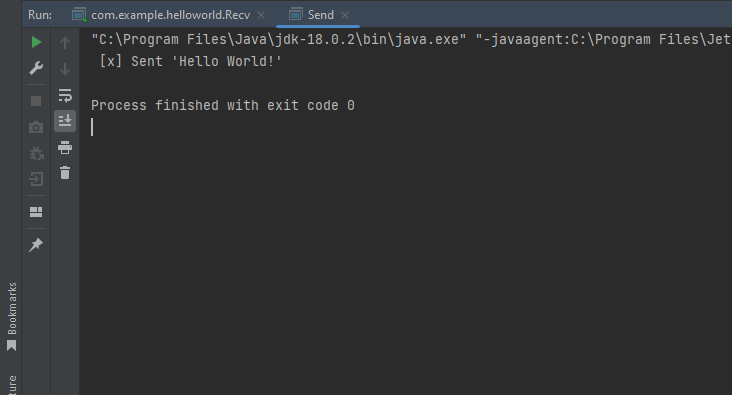 Run: com.example.helloworld.Recv Send
"C:\Program Files\Java\jdk-18.0.2\bin\java.exe" "-javaagent:C:\Program Files\Jet
[x] Sent 'Hello World!'
Process finished with exit code 0
Bookmarks
ture